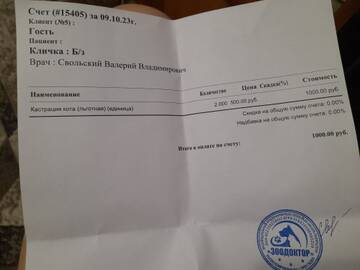 Счет (#15405) за 09.10.23г.
Клиент (№5) :
Гость
Пациент :
Кличка : Б/з
Врач : Свольский Валерий Владимирович
Наименование Количество Цена Скидка(%) Стоимость
Кастрация кота (льготная) (единица) 2.000 500.00 руб. 1000.00 руб.
Скидка на общую сумму счета: 0.00%
Надбавка на общую сумму счета: 0.00%
Итого к оплате по счету: 1000.00 руб.
ЗООДОКТОР